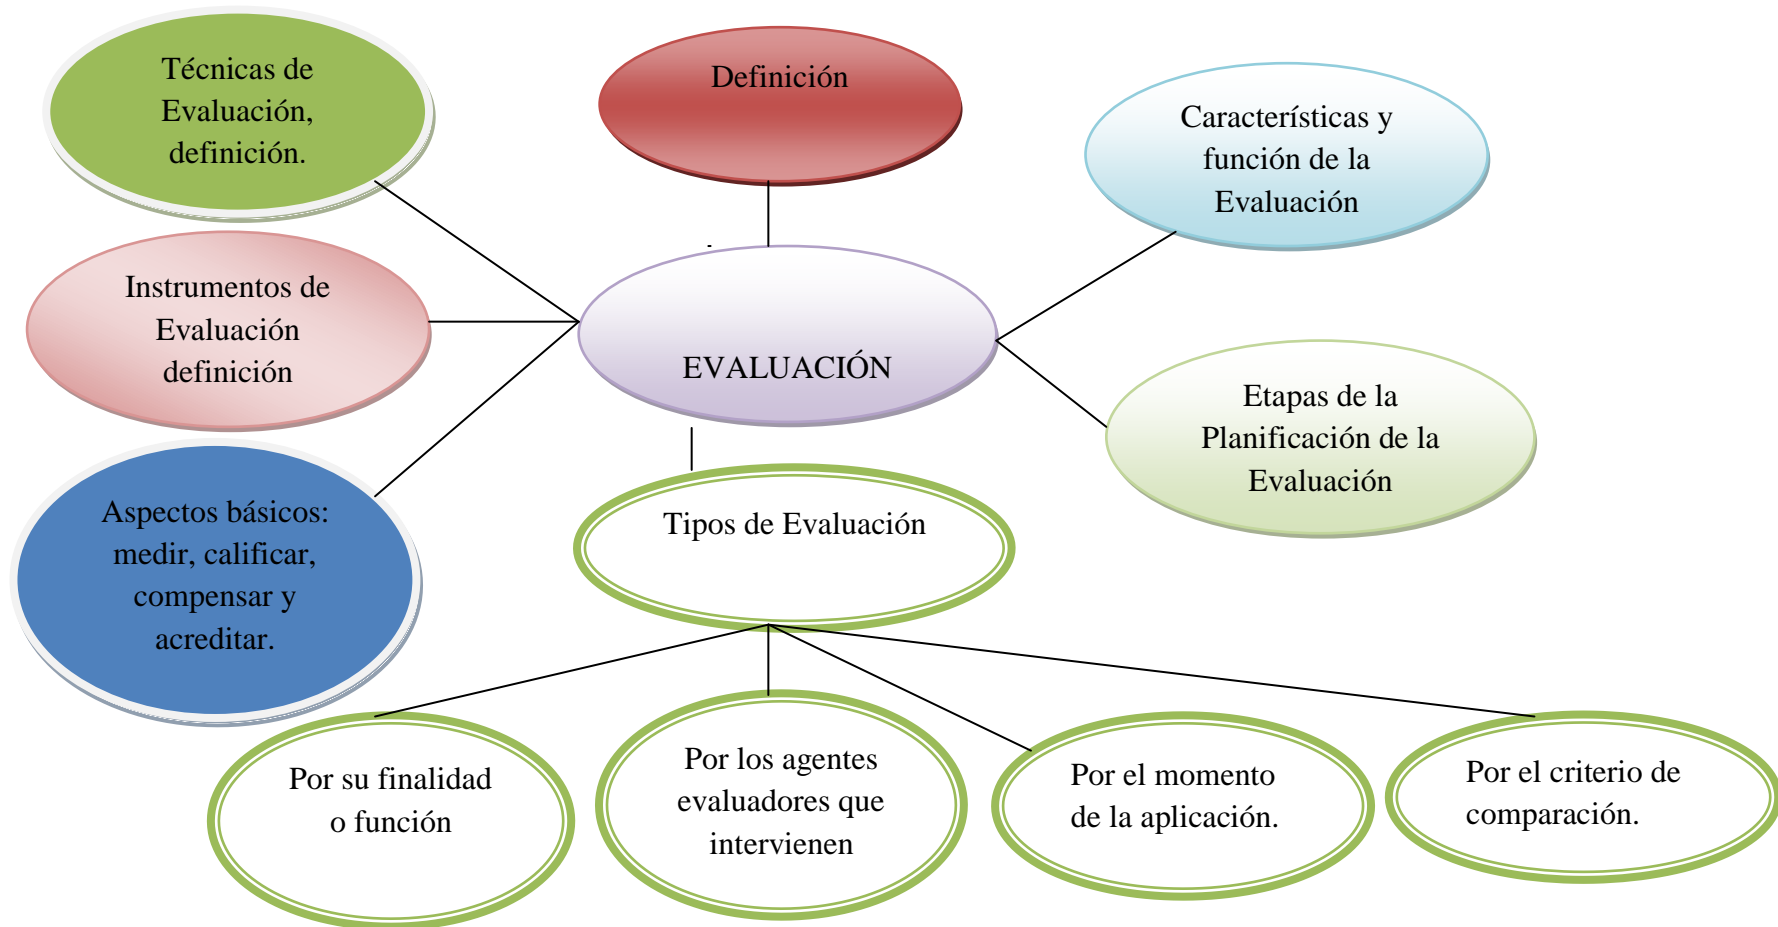 Técnicas de
Evaluación,
definición.
Definición
Características y
función de la
Evaluación
Instrumentos de
Evaluación
definición
EVALUACIÓN
Etapas de la
Planificación de la
Evaluación
Aspectos básicos:
medir, calificar,
compensar y
acreditar.
Tipos de Evaluación
Por su finalidad
o función
Por los agentes
evaluadores que
intervienen
Por el momento
de la aplicación.
Por el criterio de
comparación.